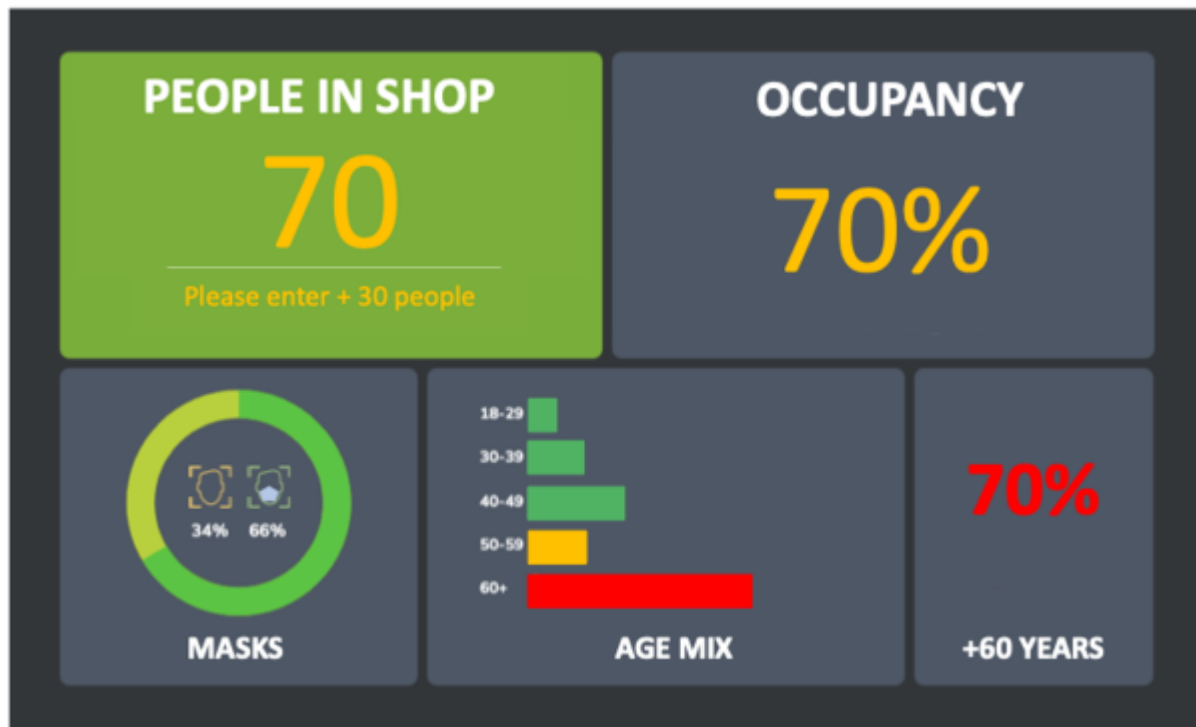 PEOPLE IN SHOP
70
Please enter + 30 people
OCCUPANCY
70%
34% 66%
MASKS
18-29
30-39
40-49
50-59
60+
AGE MIX
70%
+60 YEARS